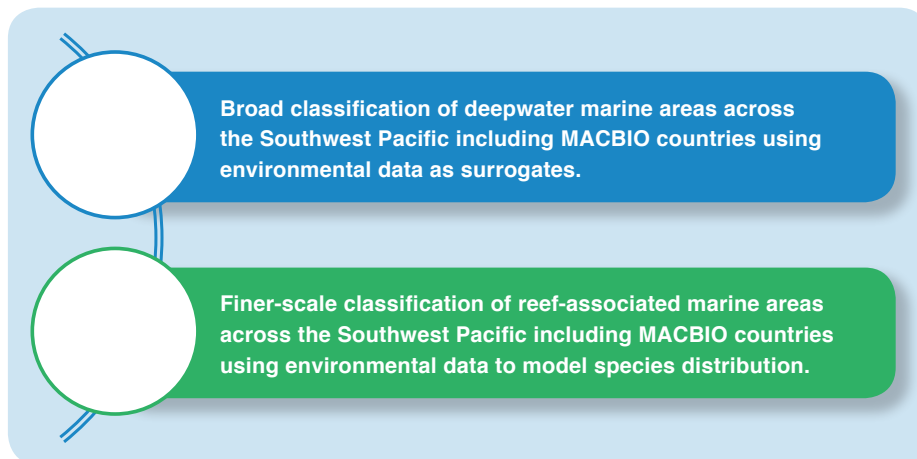 Broad classification of deepwater marine areas across
the Southwest Pacific including MACBIO countries using
environmental data as surrogates.
Finer-scale classification of reef-associated marine areas
across the Southwest Pacific including MACBIO countries
using environmental data to model species distribution.